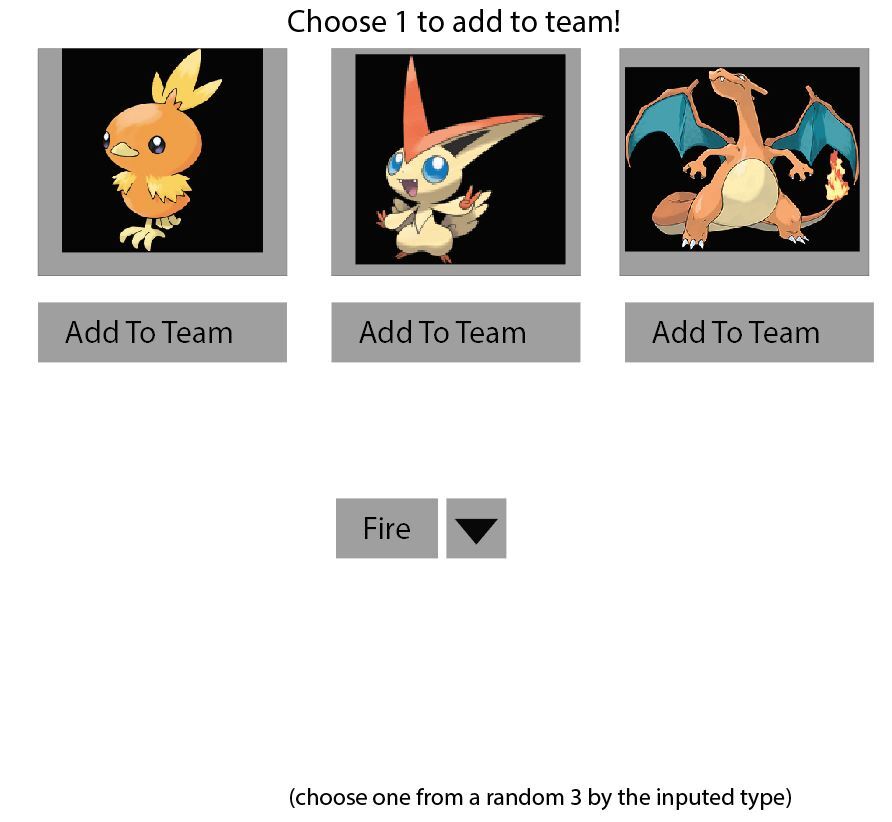 Choose 1 to add to team!
Add To Team
Add To Team
Add To Team
Fire
(choose one from a random 3 by the inputed type)